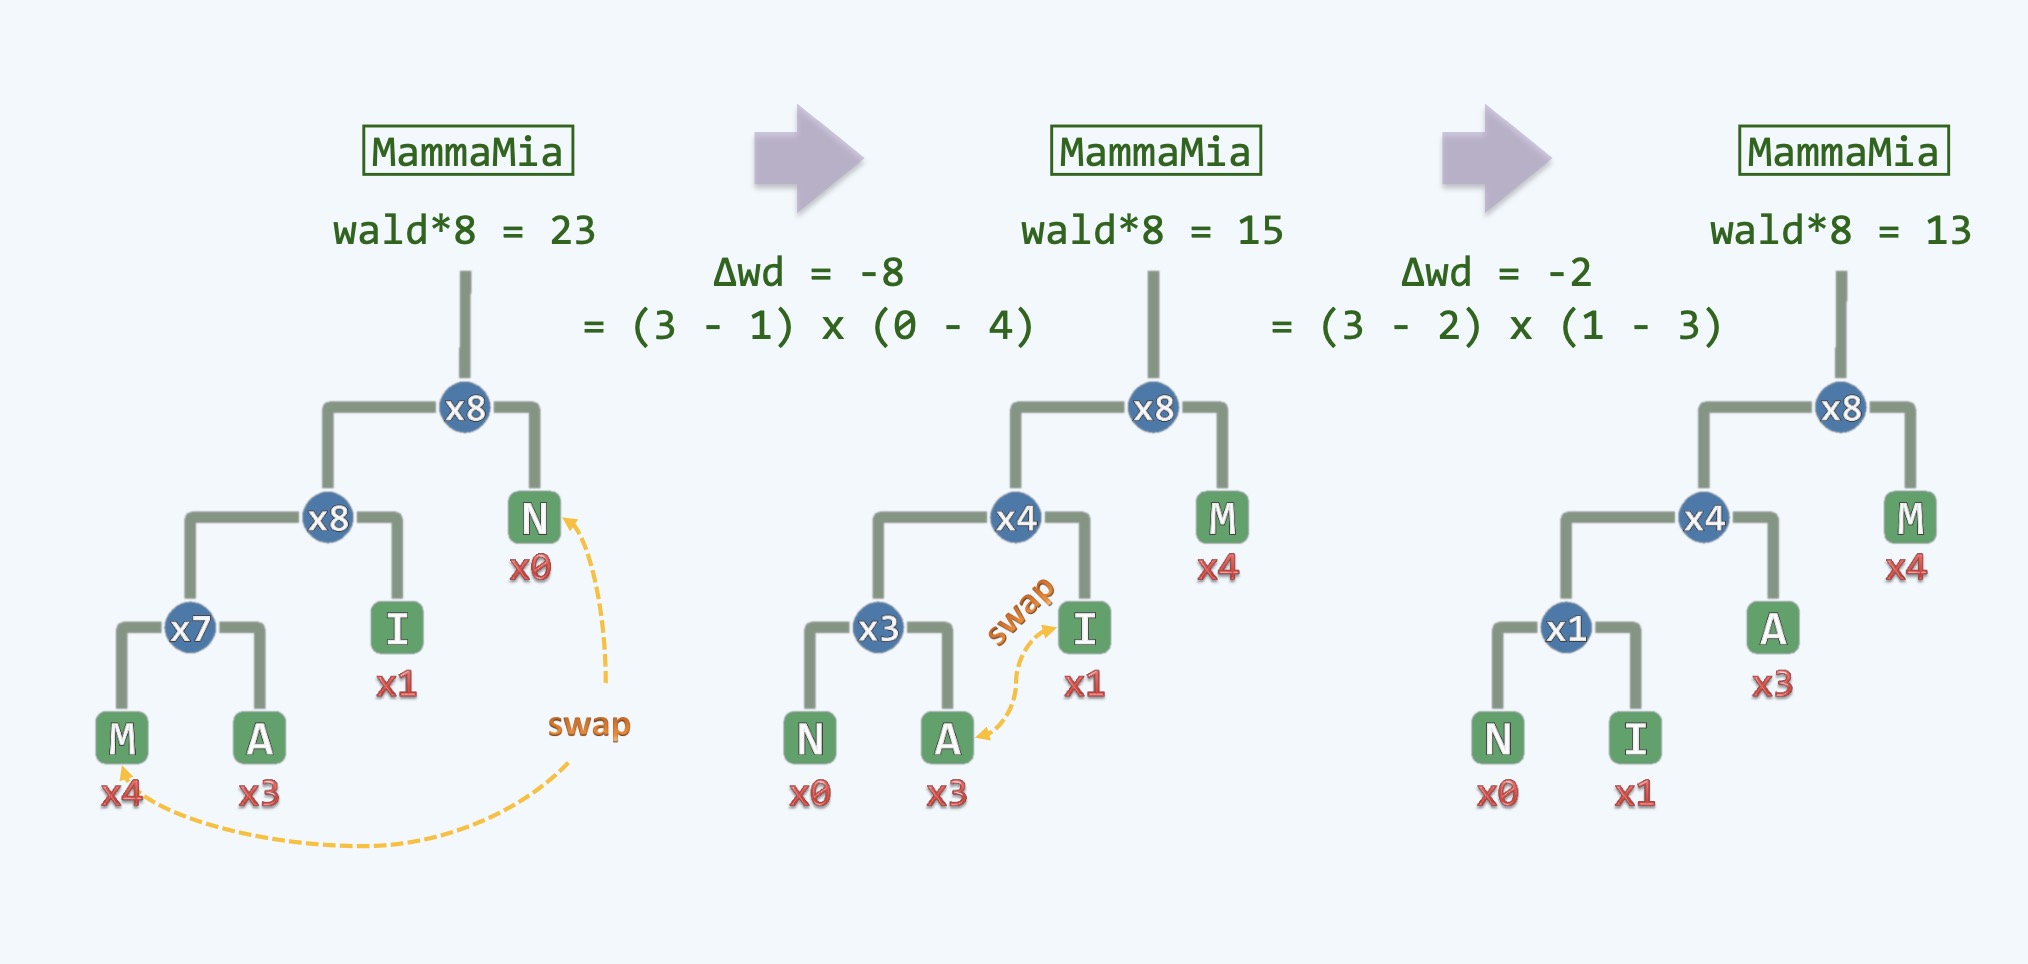 MammaMia
wald*8 = 23
x8
x8
N
x0
x7
I
x1
M
A
x4
x3
swap
Δwd = -8
= (3 - 1) x (0 - 4)
MammaMia
wald*8 = 15
x8
x4
M
x4
x3
I
x1
swap
N
A
x0
x3
Δwd = -2
= (3 - 2) x (1 - 3)
MammaMia
wald*8 = 13
x8
x4
M
x4
x1
A
x3
N
I
x0
x1